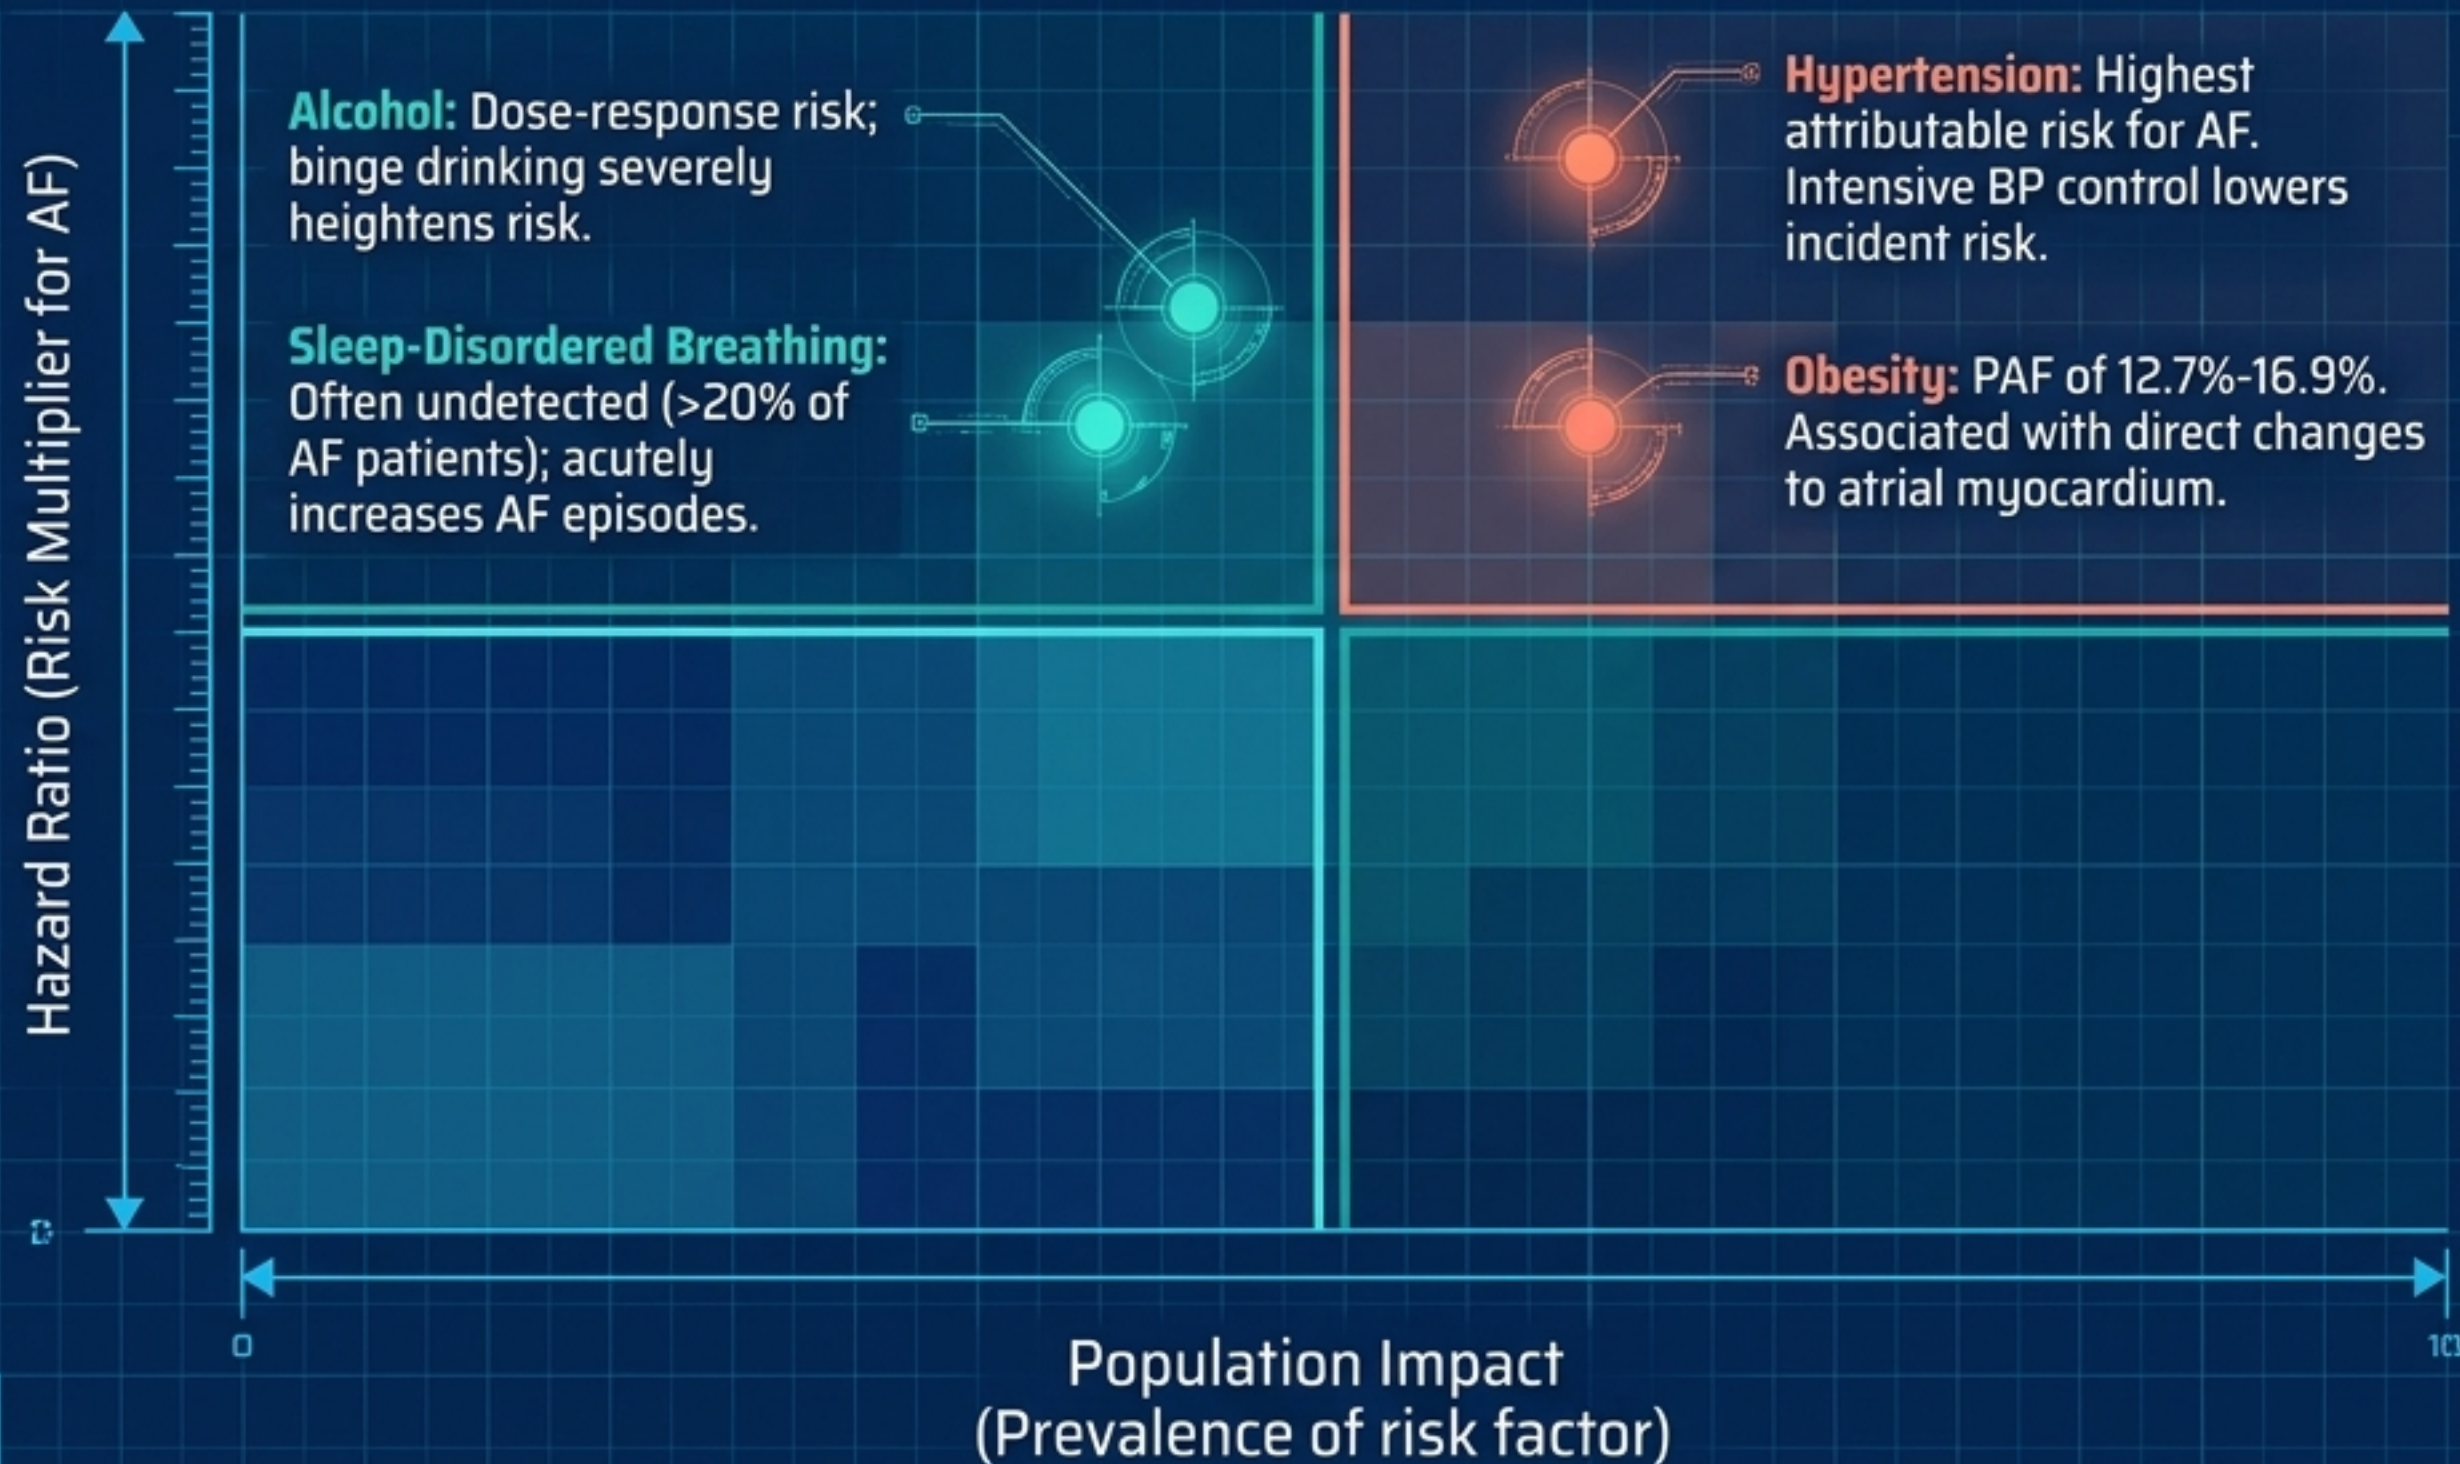 Hazard Ratio (Risk Multiplier for AF)
Alcohol: Dose-response risk;
binge drinking severely
heightens risk.
Sleep-Disordered Breathing:
Often undetected (>20% of
AF patients); acutely
increases AF episodes.
Hypertension: Highest
attributable risk for AF.
Intensive BP control lowers
incident risk.
Obesity: PAF of 12.7%-16.9%.
Associated with direct changes
to atrial myocardium.
0
Population Impact
(Prevalence of risk factor)